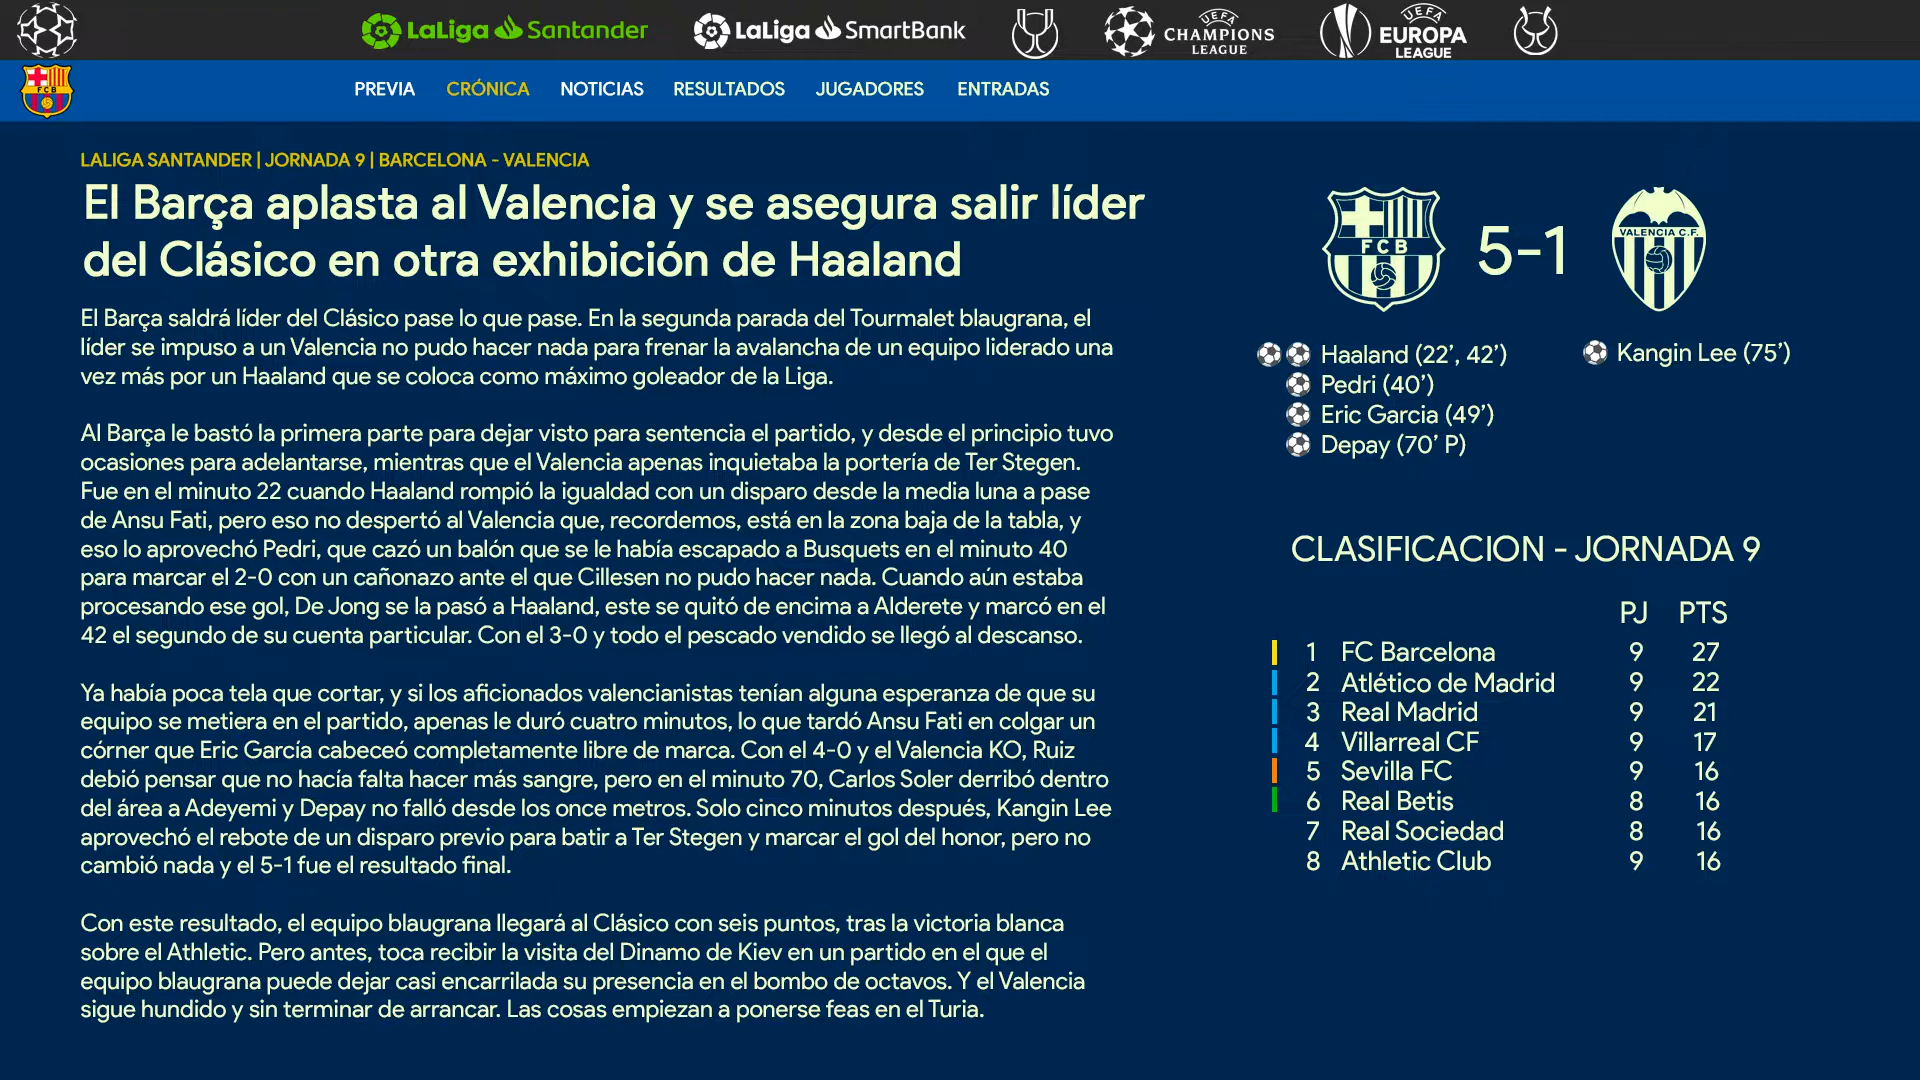 LaLiga Santander
LaLiga SmartBank
UEFA
CHAMPIONS
LEAGUE
UEFA
EUROPA
LEAGUE
FCB
PREVIA
CRÓNICA
NOTICIAS
RESULTADOS
JUGADORES
ENTRADAS
LALIGA SANTANDER | JORNADA 9 | BARCELONA - VALENCIA
El Barça aplasta al Valencia y se asegura salir líder
del Clásico en otra exhibición de Haaland
El Barça saldrá líder del Clásico pase lo que pase. En la segunda parada del Tourmalet blaugrana, el
líder se impuso a un Valencia no pudo hacer nada para frenar la avalancha de un equipo liderado una
vez más por un Haaland que se coloca como máximo goleador de la Liga.
Al Barça le bastó la primera parte para dejar visto para sentencia el partido, y desde el principio tuvo
ocasiones para adelantarse, mientras que el Valencia apenas inquietaba la portería de Ter Stegen.
Fue en el minuto 22 cuando Haaland rompió la igualdad con un disparo desde la media luna a pase
de Ansu Fati, pero eso no despertó al Valencia que, recordemos, está en la zona baja de la tabla, y
eso lo aprovechó Pedri, que cazó un balón que se le había escapado a Busquets en el minuto 40
para marcar el 2-0 con un cañonazo ante el que Cillesen no pudo hacer nada. Cuando aún estaba
procesando ese gol, De Jong se la pasó a Haaland, este se quitó de encima a Alderete y marcó en el
42 el segundo de su cuenta particular. Con el 3-0 y todo el pescado vendido se llegó al descanso.
Ya había poca tela que cortar, y si los aficionados valencianistas tenían alguna esperanza de que su
equipo se metiera en el partido, apenas le duró cuatro minutos, lo que tardó Ansu Fati en colgar un
córner que Eric García cabeceó completamente libre de marca. Con el 4-0 y el Valencia KO, Ruiz
debió pensar que no hacía falta hacer más sangre, pero en el minuto 70, Carlos Soler derribó dentro
del área a Adeyemi y Depay no falló desde los once metros. Solo cinco minutos después, Kangin Lee
aprovechó el rebote de un disparo previo para batir a Ter Stegen y marcar el gol del honor, pero no
cambió nada y el 5-1 fue el resultado final.
Con este resultado, el equipo blaugrana llegará al Clásico con seis puntos, tras la victoria blanca
sobre el Athletic. Pero antes, toca recibir la visita del Dinamo de Kiev en un partido en el que el
equipo blaugrana puede dejar casi encarrilada su presencia en el bombo de octavos. Y el Valencia
sigue hundido y sin terminar de arrancar. Las cosas empiezan a ponerse feas en el Turia.
FCB
5-1
VALENCIA C.F.
Haaland (22’, 42’)
Pedri (40’)
Eric Garcia (49’)
Depay (70’ P)
Kangin Lee (75’)
CLASIFICACION - JORNADA 9
PJ PTS
1 FC Barcelona 9 27
2 Atlético de Madrid 9 22
3 Real Madrid 9 21
4 Villarreal CF 9 17
5 Sevilla FC 9 16
6 Real Betis 8 16
7 Real Sociedad 8 16
8 Athletic Club 9 16